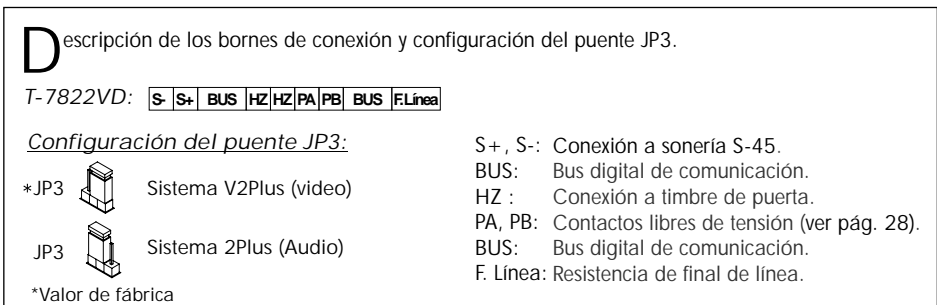 Descripción de los bornes de conexión y configuración del puente JP3.
T-7822VD: S- S+ BUS HZ HZ PA PB BUS F.Línea
Configuración del puente JP3:
*JP3 Sistema V2Plus (video)
JP3 Sistema 2Plus (Audio)
*Valor de fábrica
S+, S-: Conexión a sonería S-45.
BUS: Bus digital de comunicación.
HZ : Conexión a timbre de puerta.
PA, PB: Contactos libres de tensión (ver pág. 28).
BUS: Bus digital de comunicación.
F. Línea: Resistencia de final de línea.